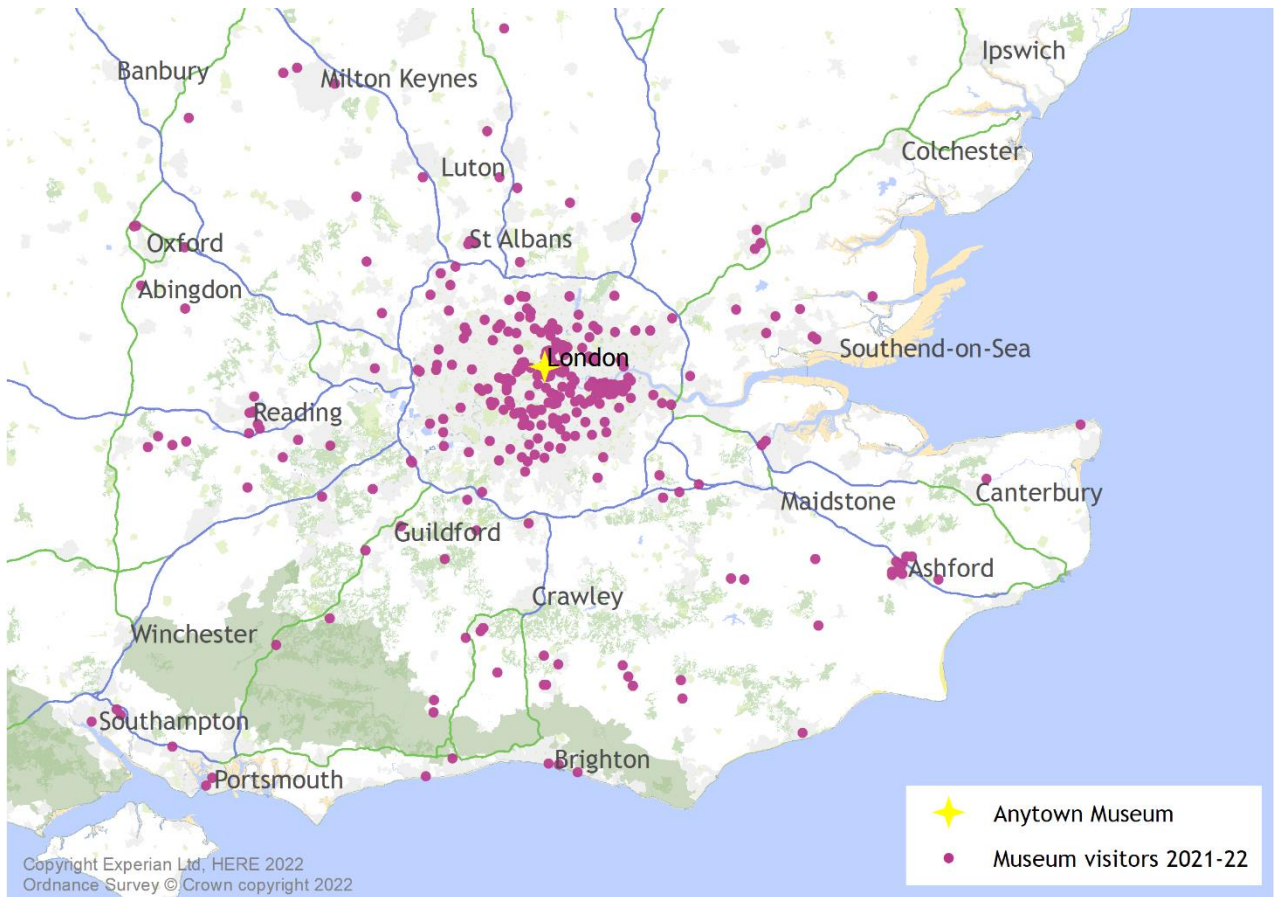 Ipswich
Banbury
Milton Keynes
Colchester
Luton
St Albans
Oxford
Abingdon
Southend-on-Sea
London
Reading
Canterbury
Maidstone
Guildford
Ashford
Crawley
Winchester
Southampton
Brighton
Portsmouth
Anytown Museum
Museum visitors 2021-22
Copyright Experian Ltd, HERE 2022
Ordnance Survey © Crown copyright 2022